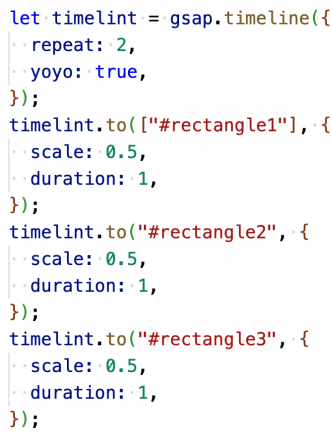 let timelint = gsap.timeline({
  repeat: 2,
  yoyo: true,
});
timelint.to(["#rectangle1"], {
  scale: 0.5,
  duration: 1,
});
timelint.to("#rectangle2", {
  scale: 0.5,
  duration: 1,
});
timelint.to("#rectangle3", {
  scale: 0.5,
  duration: 1,
});